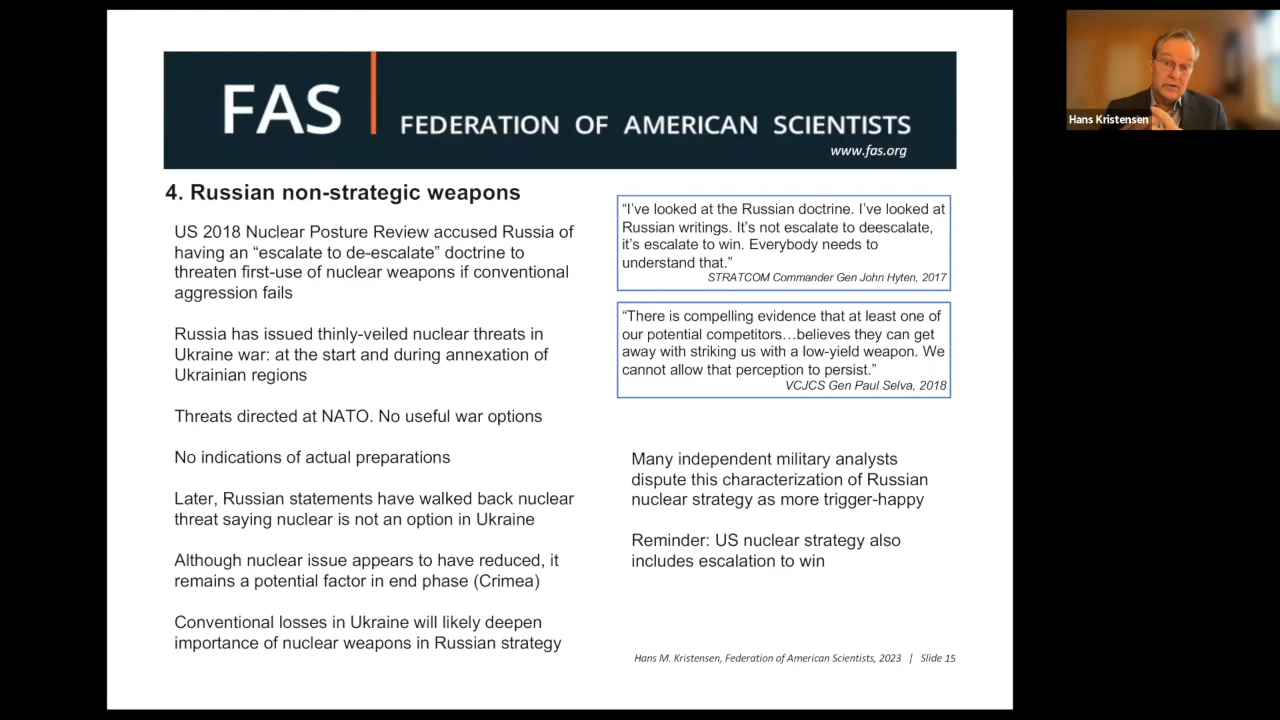 FAS
FEDERATION OF AMERICAN SCIENTISTS
www.fas.org
4. Russian non-strategic weapons
US 2018 Nuclear Posture Review accused Russia of
having an “escalate to de-escalate” doctrine to
threaten first-use of nuclear weapons if conventional
aggression fails
Russia has issued thinly-veiled nuclear threats in
Ukraine war: at the start and during annexation of
Ukrainian regions
Threats directed at NATO. No useful war options
No indications of actual preparations
Later, Russian statements have walked back nuclear
threat saying nuclear is not an option in Ukraine
Although nuclear issue appears to have reduced, it
remains a potential factor in end phase (Crimea)
Conventional losses in Ukraine will likely deepen
importance of nuclear weapons in Russian strategy
“I’ve looked at the Russian doctrine. I’ve looked at
Russian writings. It’s not escalate to deescalate,
it’s escalate to win. Everybody needs to
understand that.”
STRATCOM Commander Gen John Hyten, 2017
“There is compelling evidence that at least one of
our potential competitors…believes they can get
away with striking us with a low-yield weapon. We
cannot allow that perception to persist.”
VCJCS Gen Paul Selva, 2018
Many independent military analysts
dispute this characterization of Russian
nuclear strategy as more trigger-happy
Reminder: US nuclear strategy also
includes escalation to win
Hans M. Kristensen, Federation of American Scientists, 2023 | Slide 15
Hans Kristensen